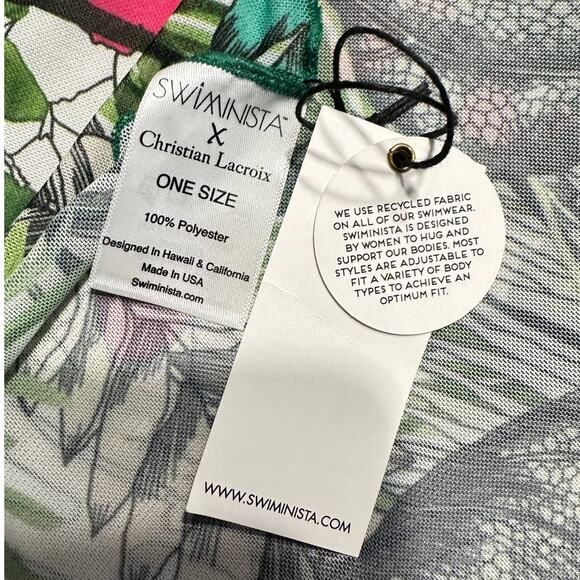 SWiMINISTA™
X
Christian Lacroix
ONE SIZE
100% Polyester
Designed In Hawaii & California
Made In USA
Swiminista.com
WE USE RECYCLED FABRIC
ON ALL OF OUR SWIMWEAR.
SWIMINISTA IS DESIGNED
BY WOMEN TO HUG AND
SUPPORT OUR BODIES. MOST
STYLES ARE ADJUSTABLE TO
FIT A VARIETY OF BODY
TYPES TO ACHIEVE AN
OPTIMUM FIT.
WWW.SWIMINISTA.COM